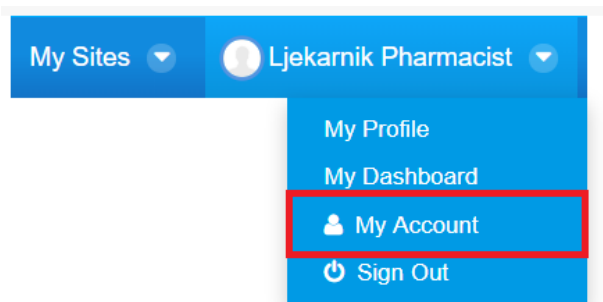 My Sites Ljekarnik Pharmacist
My Profile
My Dashboard
My Account
Sign Out